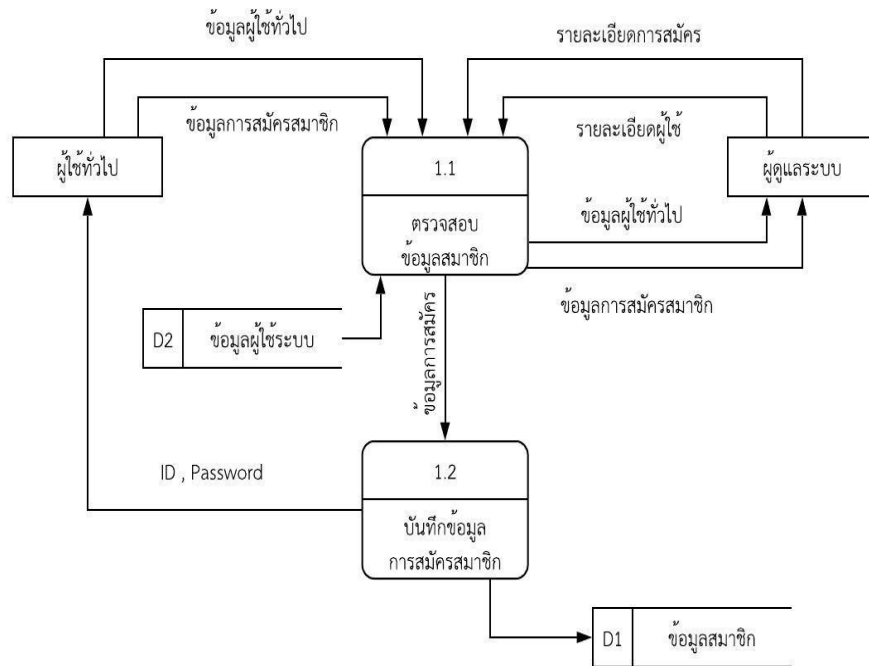 ข้อมูลผู้ใช้ทั่วไป
รายละเอียดการสมัคร
ข้อมูลการสมัครสมาชิก
รายละเอียดผู้ใช้
ผู้ใช้ทั่วไป
1.1
ผู้ดูแลระบบ
ตรวจสอบ
ข้อมูลสมาชิก
ข้อมูลผู้ใช้ทั่วไป
ข้อมูลการสมัครสมาชิก
D2 ข้อมูลผู้ใช้ระบบ
ข้อมูลการสมัคร
ID , Password
1.2
บันทึกข้อมูล
การสมัครสมาชิก
D1 ข้อมูลสมาชิก